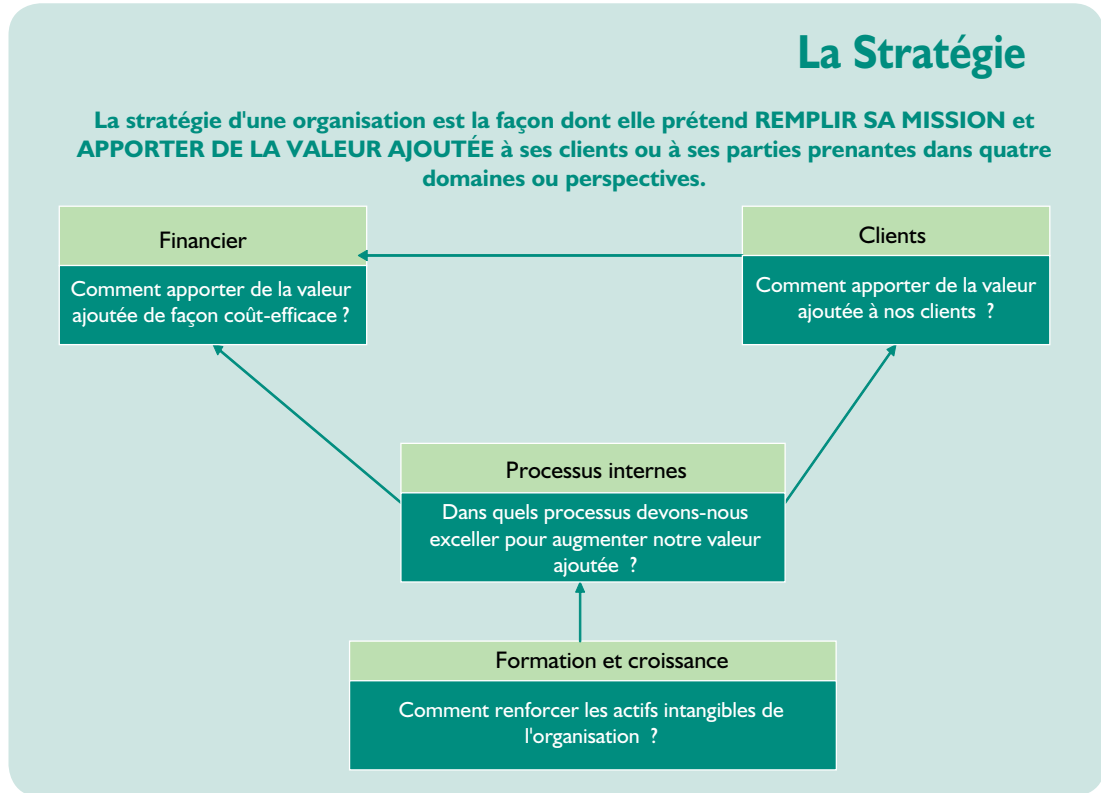 La Stratégie
La stratégie d'une organisation est la façon dont elle prétend REMPLIR SA MISSION et
APPORTER DE LA VALEUR AJOUTÉE à ses clients ou à ses parties prenantes dans quatre
domaines ou perspectives.
Financier
Comment apporter de la valeur
ajoutée de façon coût-efficace ?
Clients
Comment apporter de la valeur
ajoutée à nos clients ?
Processus internes
Dans quels processus devons-nous
exceller pour augmenter notre valeur
ajoutée ?
Formation et croissance
Comment renforcer les actifs intangibles de
l'organisation ?